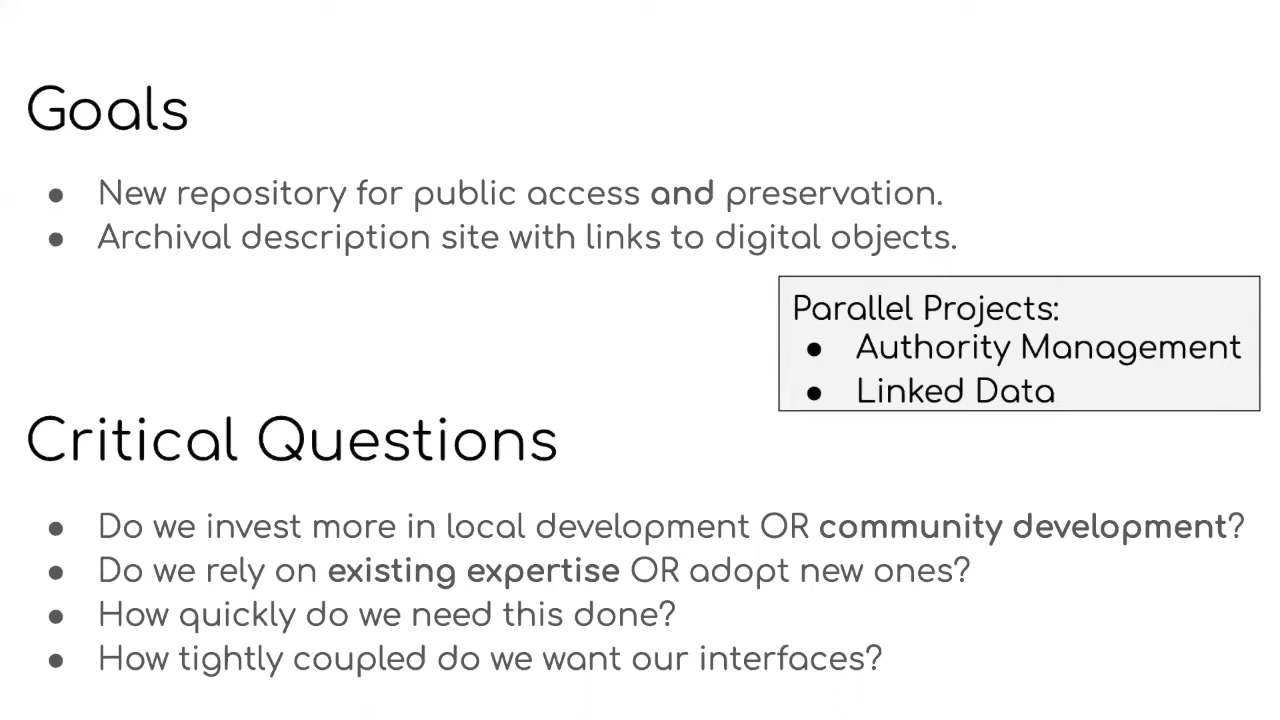 Goals
● New repository for public access and preservation.
● Archival description site with links to digital objects.
Parallel Projects:
● Authority Management
● Linked Data
Critical Questions
● Do we invest more in local development OR community development?
● Do we rely on existing expertise OR adopt new ones?
● How quickly do we need this done?
● How tightly coupled do we want our interfaces?